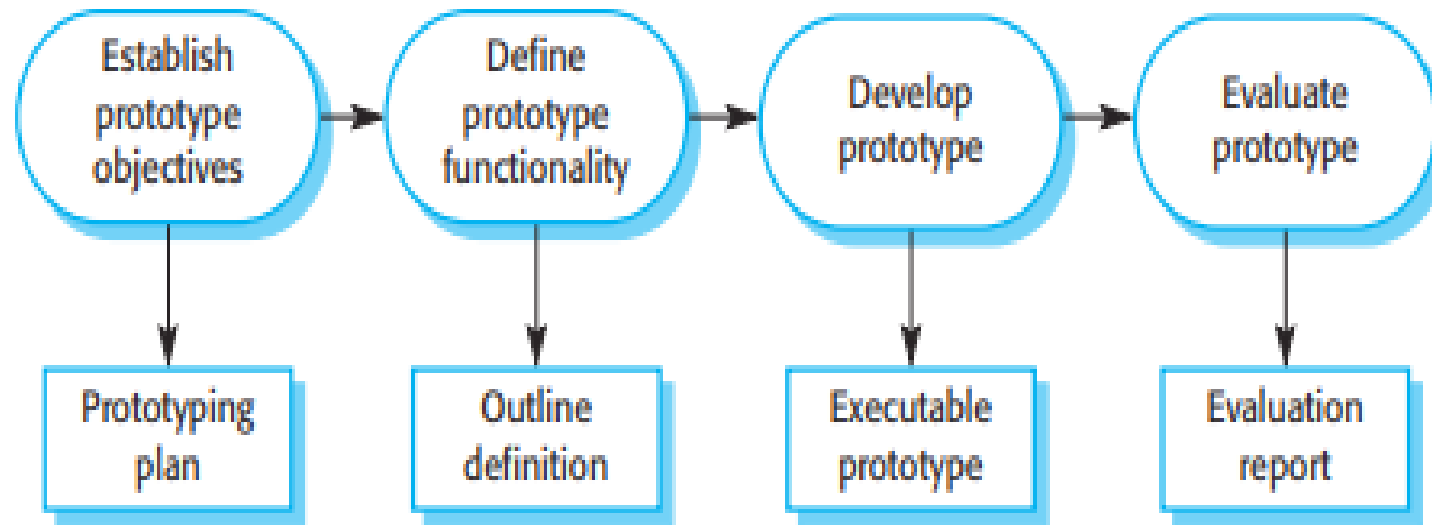 Establish
prototype
objectives
Define
prototype
functionality
Develop
prototype
Evaluate
prototype
Prototyping
plan
Outline
definition
Executable
prototype
Evaluation
report